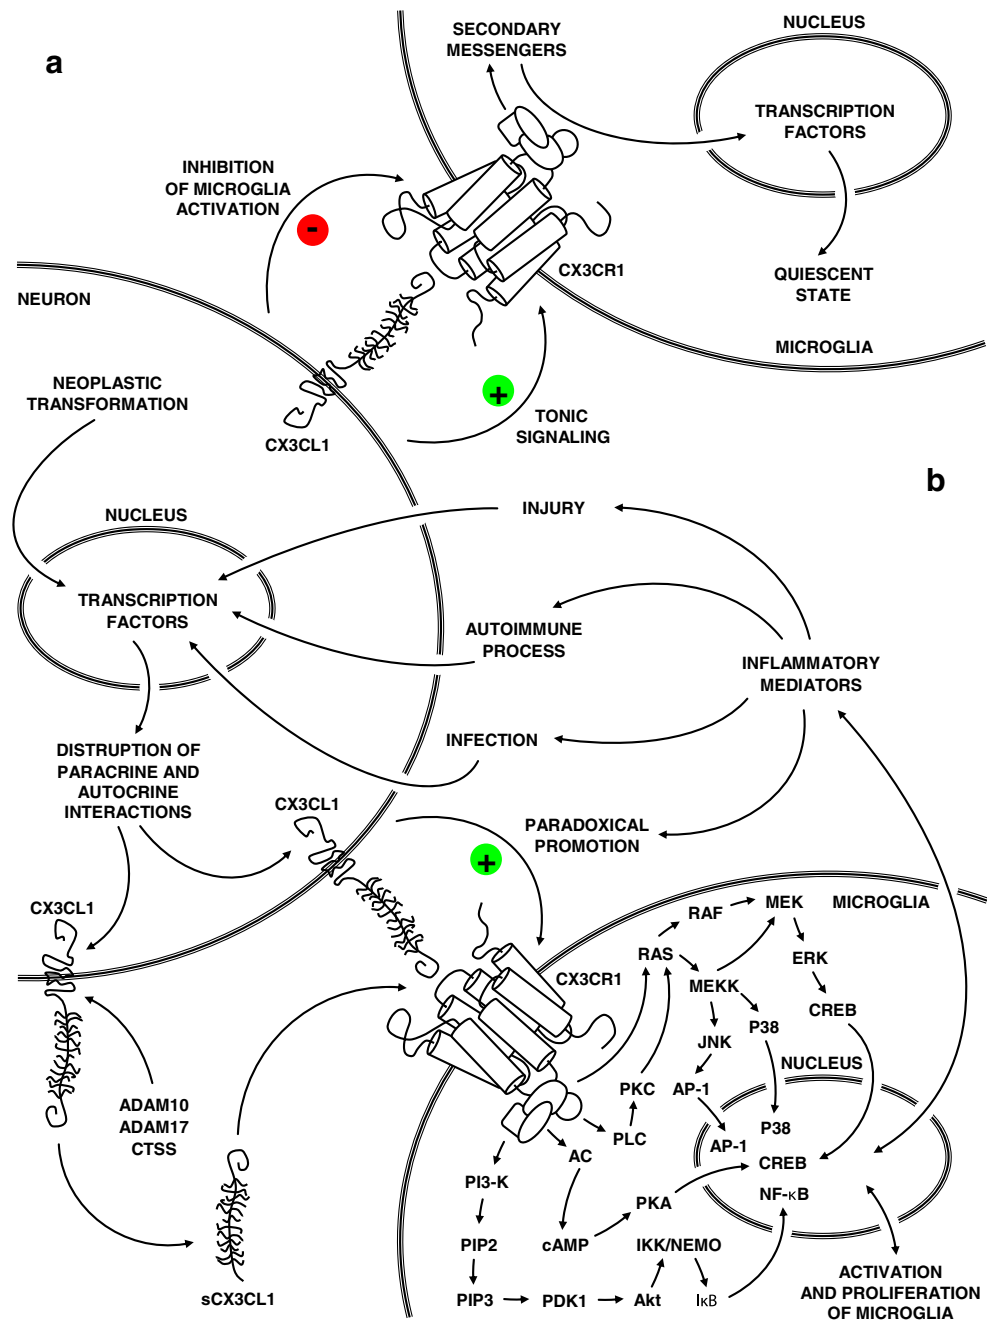 a
SECONDARY
MESSENGERS
NUCLEUS
TRANSCRIPTION
FACTORS
INHIBITION
OF MICROGLIA
ACTIVATION
-
CX3CR1
QUIESCENT
STATE
NEURON
MICROGLIA
NEOPLASTIC
TRANSFORMATION
+
TONIC
SIGNALING
CX3CL1
b
INJURY
NUCLEUS
TRANSCRIPTION
FACTORS
AUTOIMMUNE
PROCESS
INFLAMMATORY
MEDIATORS
INFECTION
DISTRUPTION OF
PARACRINE AND
AUTOCRINE
INTERACTIONS
CX3CL1
PARADOXICAL
PROMOTION
+
CX3CL1
MICROGLIA
RAF
MEK
RAS
ERK
CX3CR1
MEKK
CREB
P38
JNK
NUCLEUS
PKC
AP-1
ADAM10
ADAM17
CTSS
PLC
P38
AP-1
AC
CREB
PI3-K
NF-κB
PKA
PIP2
cAMP
IKK/NEMO
sCX3CL1
PIP3
PDK1
Akt
IκB
ACTIVATION
AND PROLIFERATION
OF MICROGLIA